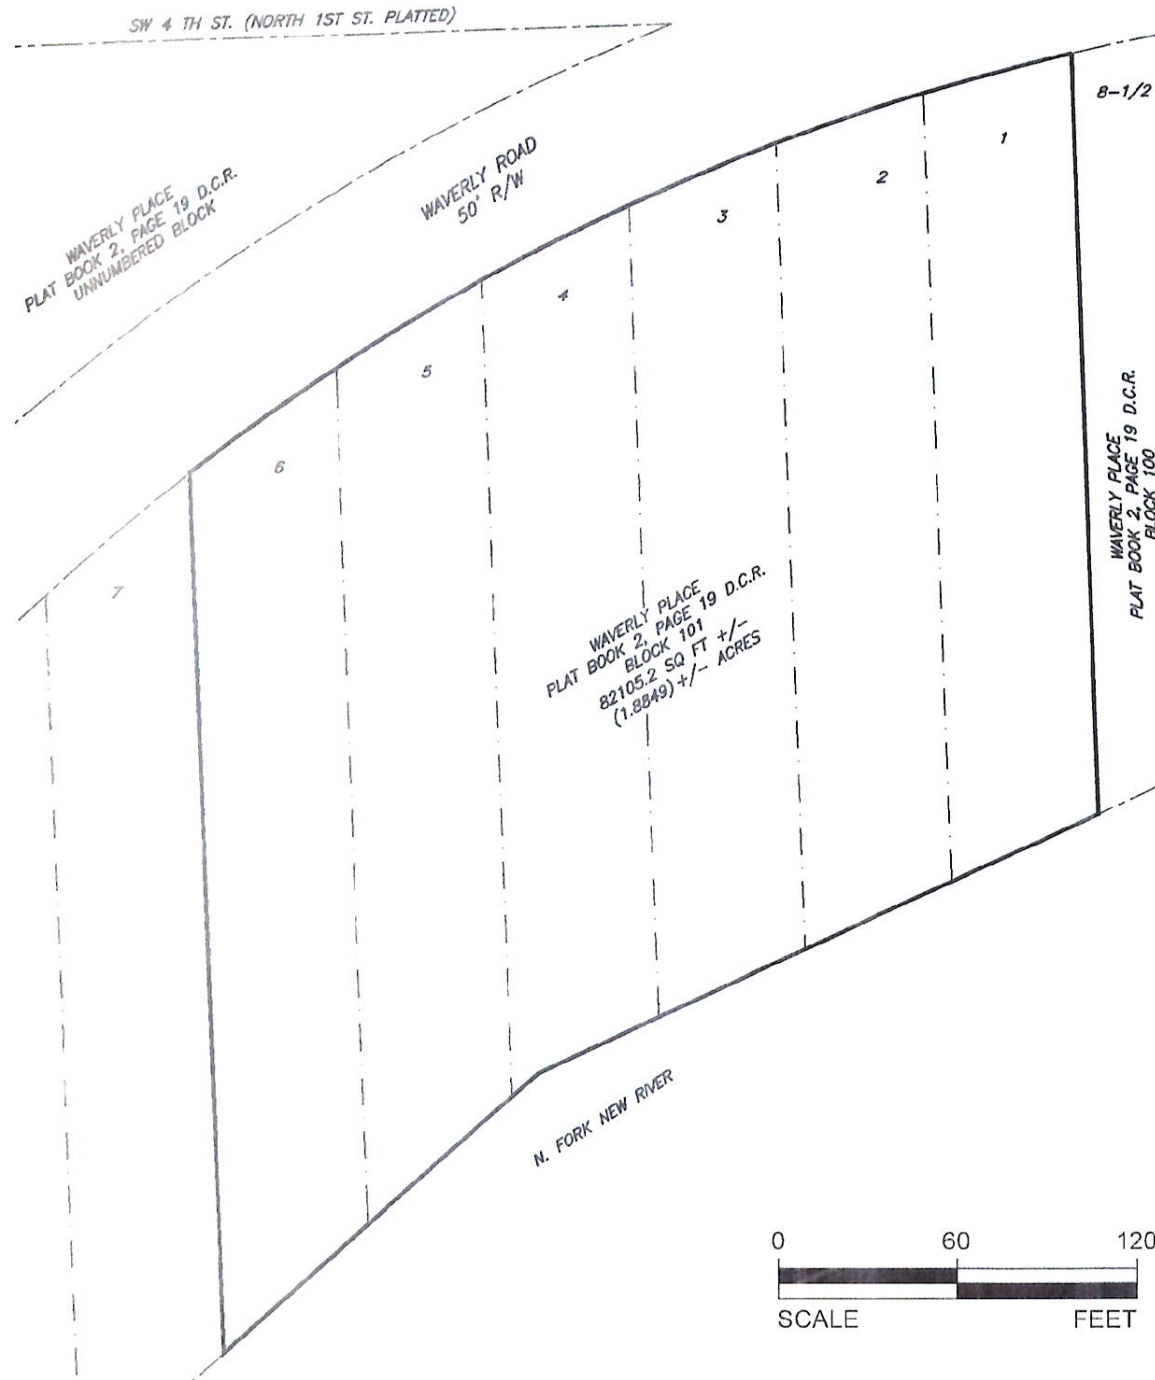 SW 4 TH ST. (NORTH 1ST ST. PLATTED)
8-1/2
WAVERLY ROAD
50' R/W
WAVERLY PLACE
PLAT BOOK 2, PAGE 19 D.C.R.
UNNUMBERED BLOCK
1
2
3
4
5
6
7
WAVERLY PLACE
PLAT BOOK 2, PAGE 19 D.C.R.
BLOCK 100
WAVERLY PLACE
PLAT BOOK 2, PAGE 19 D.C.R.
BLOCK 101
82105.2 SQ FT +/-
(1.8849) +/- ACRES
N. FORK NEW RIVER
0 60 120
SCALE FEET